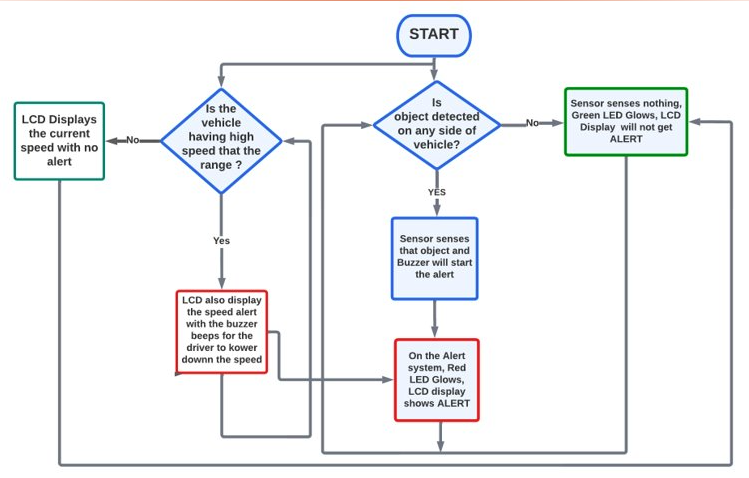 START
Is the
vehicle
having high
speed that the
range ?
Is
object detected
on any side of
vehicle?
Sensor senses nothing,
Green LED Glows, LCD
Display will not get
ALERT
LCD Displays
the current
speed with no
alert
No
No
YES
Yes
Sensor senses
that object and
Buzzer will start
the alert
LCD also display
the speed alert
with the buzzer
beeps for the
driver to kower
downn the speed
On the Alert
system, Red
LED Glows,
LCD display
shows ALERT